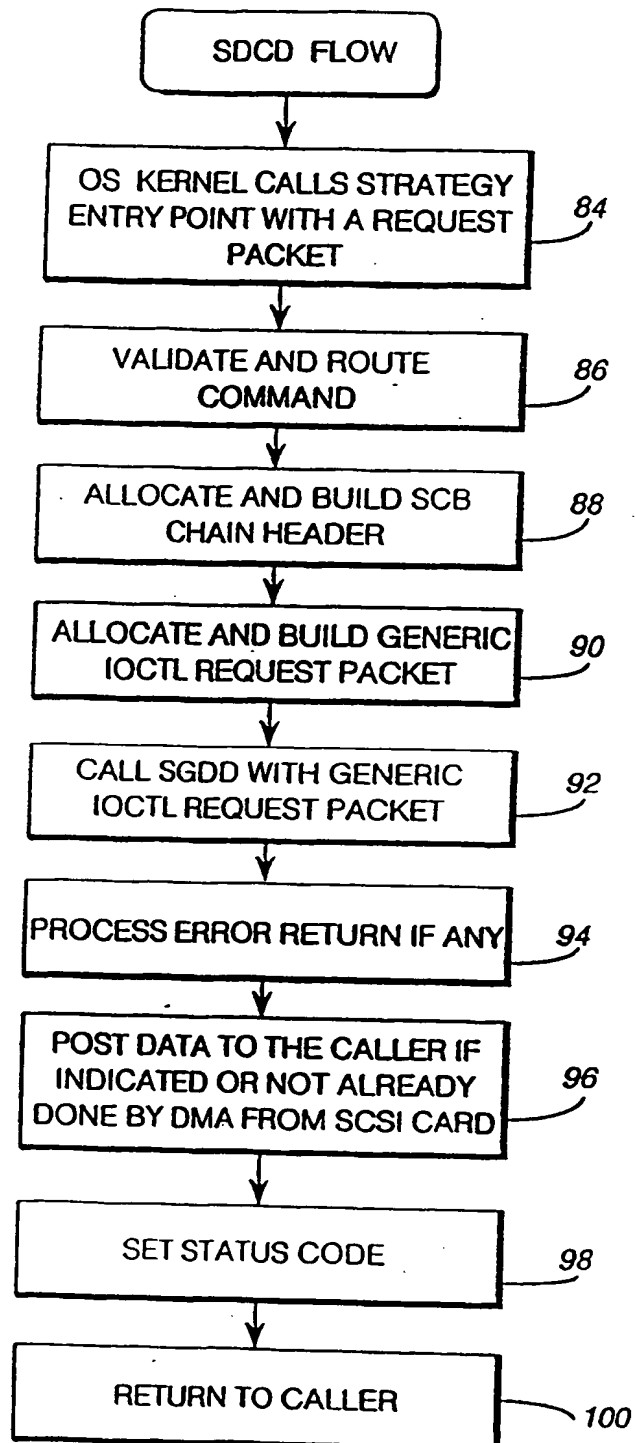 SDCD FLOW
OS KERNEL CALLS STRATEGY
ENTRY POINT WITH A REQUEST
PACKET
84
VALIDATE AND ROUTE
COMMAND
86
ALLOCATE AND BUILD SCB
CHAIN HEADER
88
ALLOCATE AND BUILD GENERIC
IOCTL REQUEST PACKET
90
CALL SGDD WITH GENERIC
IOCTL REQUEST PACKET
92
PROCESS ERROR RETURN IF ANY
94
POST DATA TO THE CALLER IF
INDICATED OR NOT ALREADY
DONE BY DMA FROM SCSI CARD
96
SET STATUS CODE
98
RETURN TO CALLER
100